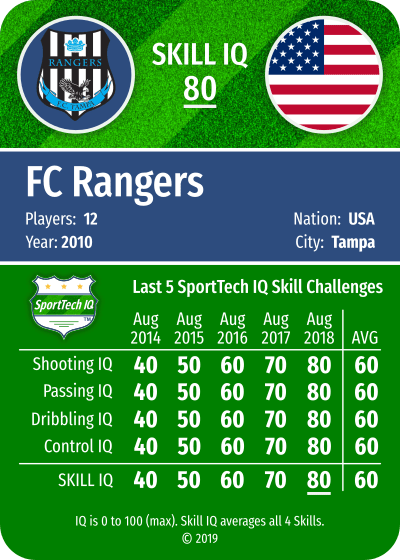 RANGERS
F.C. TAMPA
SKILL IQ
80
FC Rangers
Players: 12
Nation: USA
Year: 2010
City: Tampa
SportTech IQ
TM
Last 5 SportTech IQ Skill Challenges
Aug Aug Aug Aug Aug
2014 2015 2016 2017 2018 AVG
Shooting IQ 40 50 60 70 80 60
Passing IQ 40 50 60 70 80 60
Dribbling IQ 40 50 60 70 80 60
Control IQ 40 50 60 70 80 60
SKILL IQ 40 50 60 70 80 60
IQ is 0 to 100 (max). Skill IQ averages all 4 Skills.
© 2019